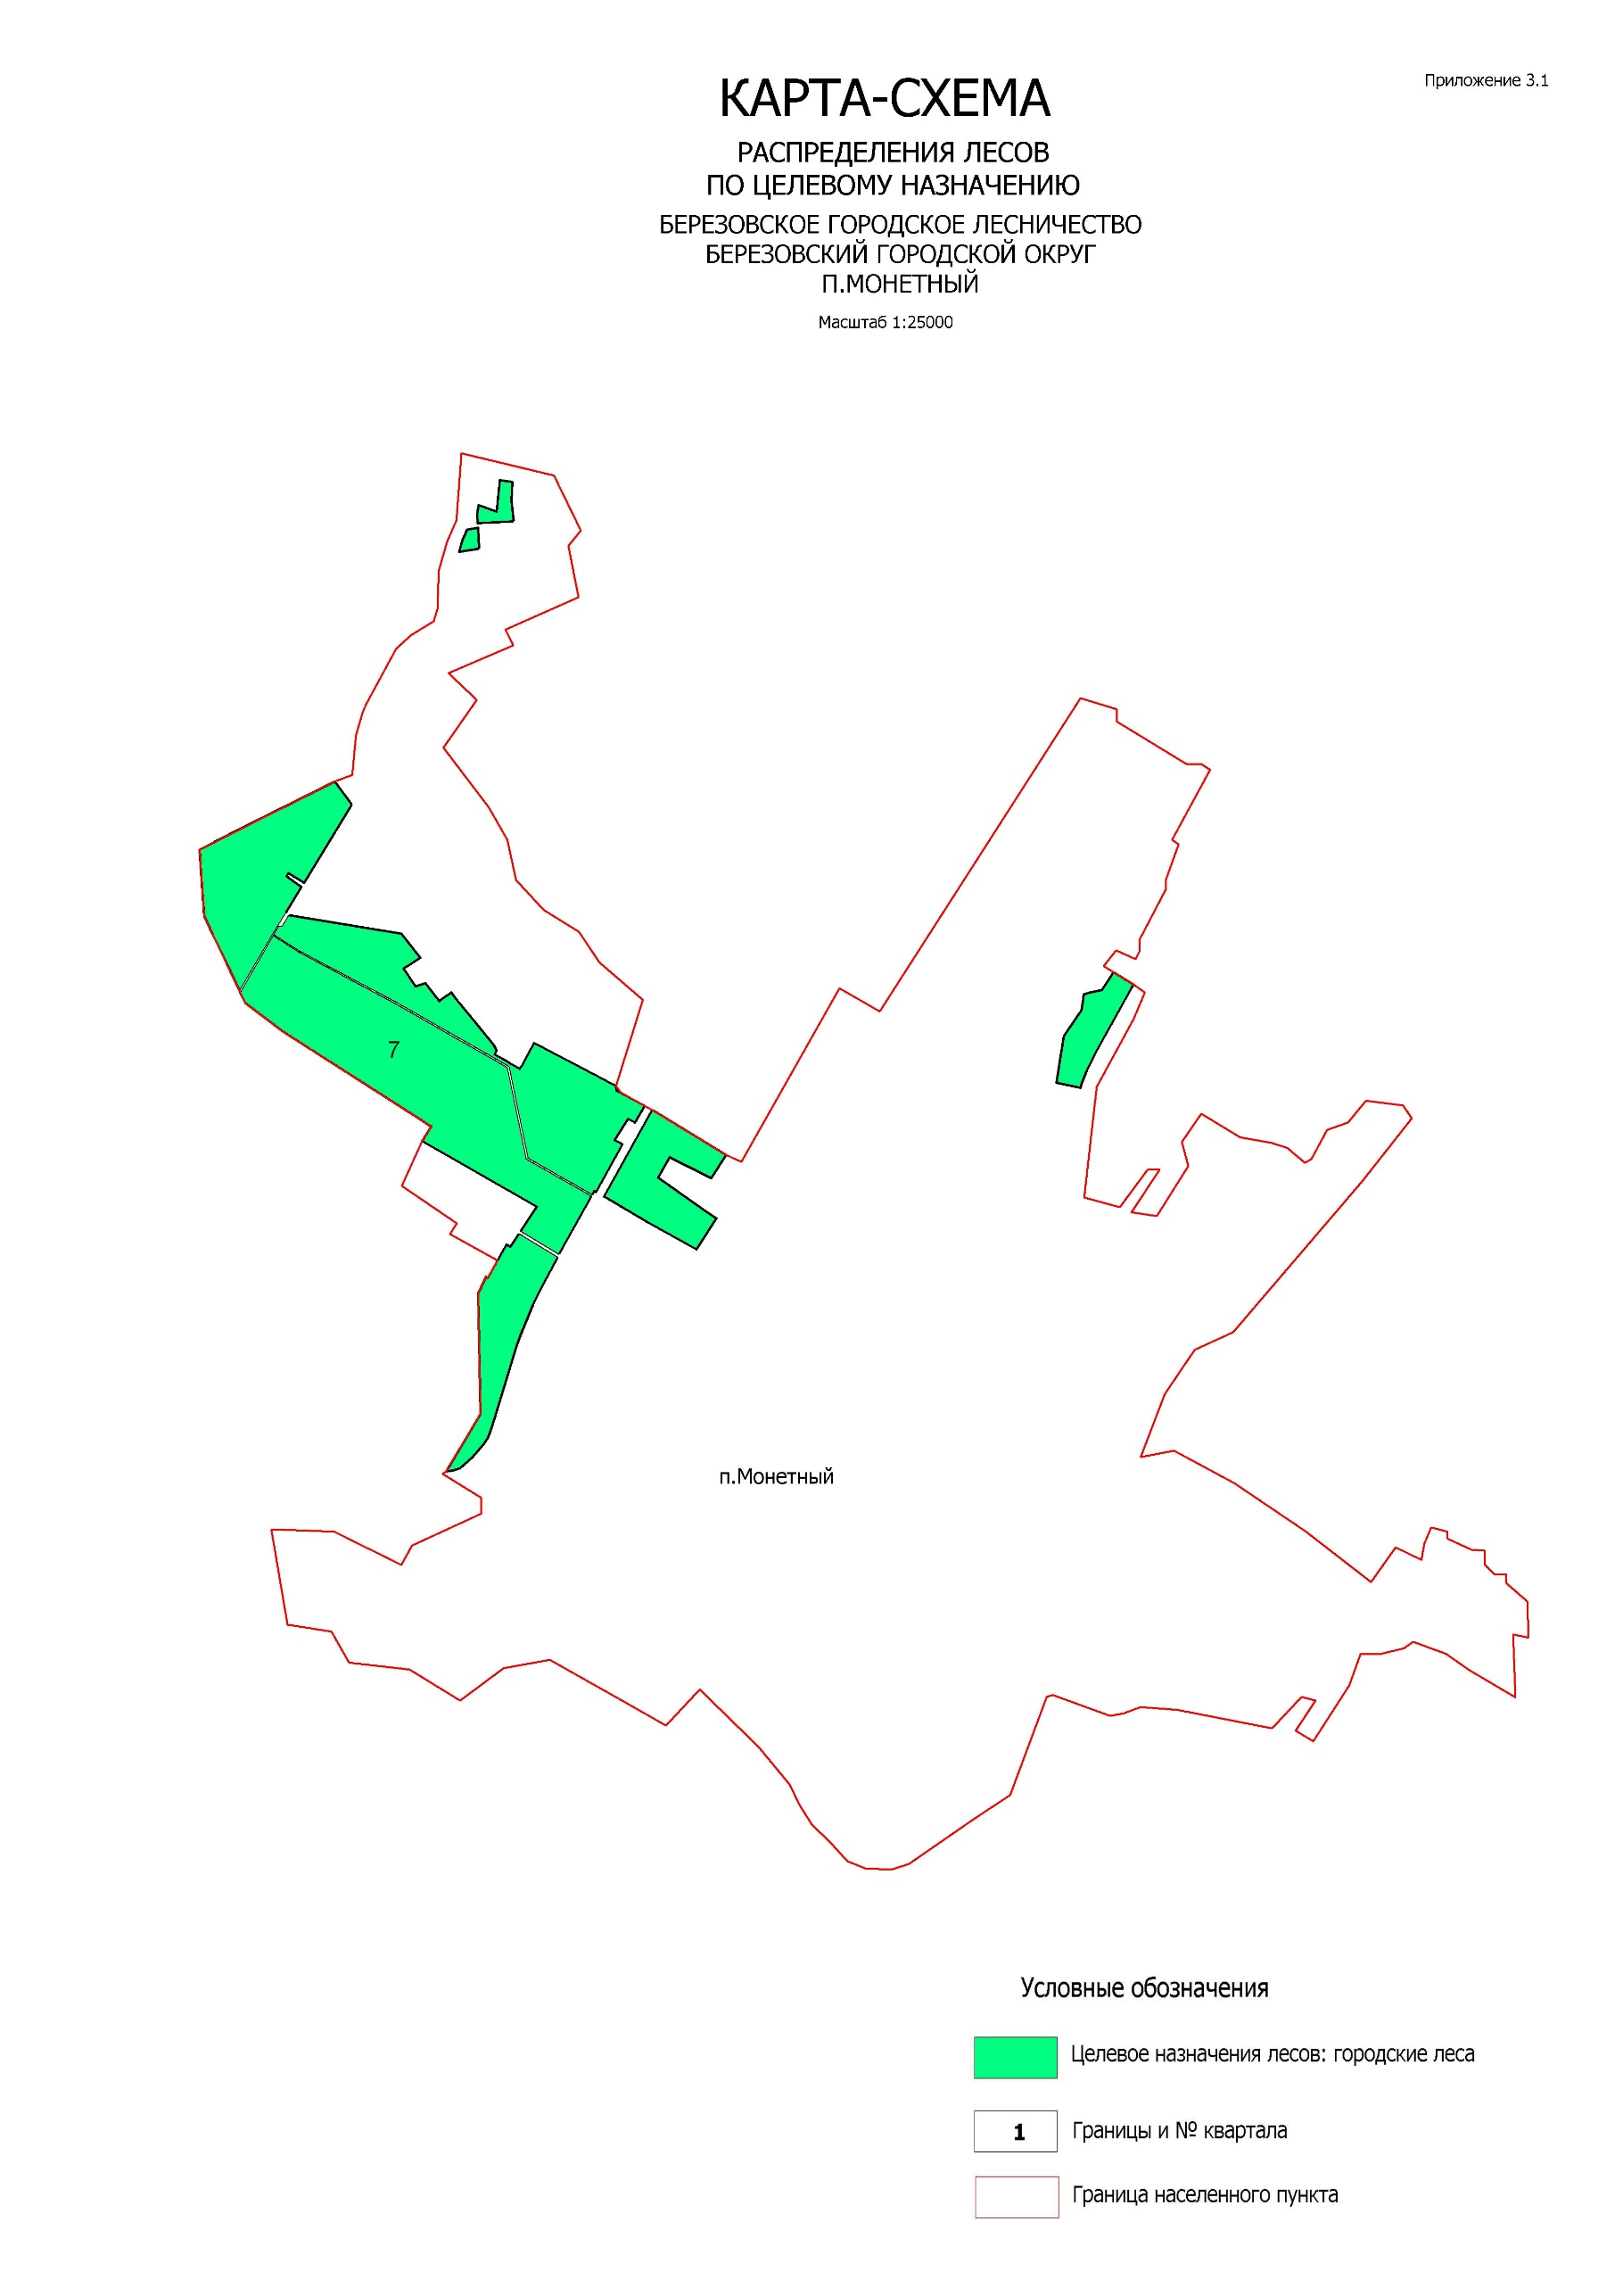 Приложение 3.1
КАРТА-СХЕМА
РАСПРЕДЕЛЕНИЯ ЛЕСОВ
ПО ЦЕЛЕВОМУ НАЗНАЧЕНИЮ
БЕРЕЗОВСКОЕ ГОРОДСКОЕ ЛЕСНИЧЕСТВО
БЕРЕЗОВСКИЙ ГОРОДСКОЙ ОКРУГ
П.МОНЕТНЫЙ
Масштаб 1:25000
7
п.Монетный
Условные обозначения
Целевое назначения лесов: городские леса
1 Границы и № квартала
Граница населенного пункта